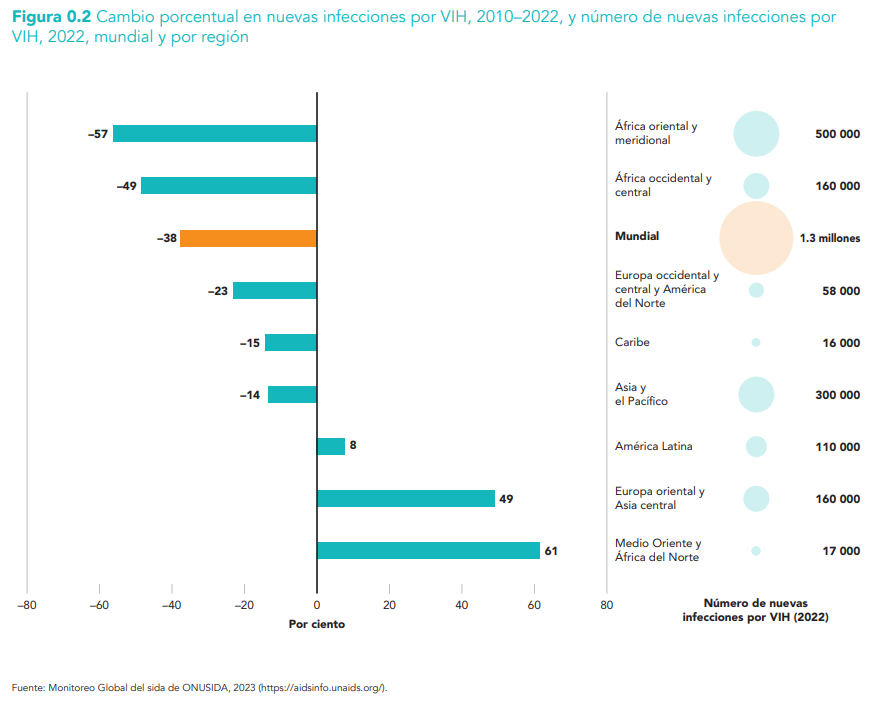 Figura 0.2 Cambio porcentual en nuevas infecciones por VIH, 2010–2022, y número de nuevas infecciones por
VIH, 2022, mundial y por región
–57
África oriental y
meridional
500 000
–49
África occidental y
central
160 000
–38
Mundial
1.3 millones
–23
Europa occidental y
central y América
del Norte
58 000
–15
Caribe
16 000
–14
Asia y
el Pacífico
300 000
8
América Latina
110 000
49
Europa oriental y
Asia central
160 000
61
Medio Oriente y
África del Norte
17 000
–80 –60 –40 –20 0 20 40 60 80
Por ciento
Número de nuevas
infecciones por VIH (2022)
Fuente: Monitoreo Global del sida de ONUSIDA, 2023 (https://aidsinfo.unaids.org/).